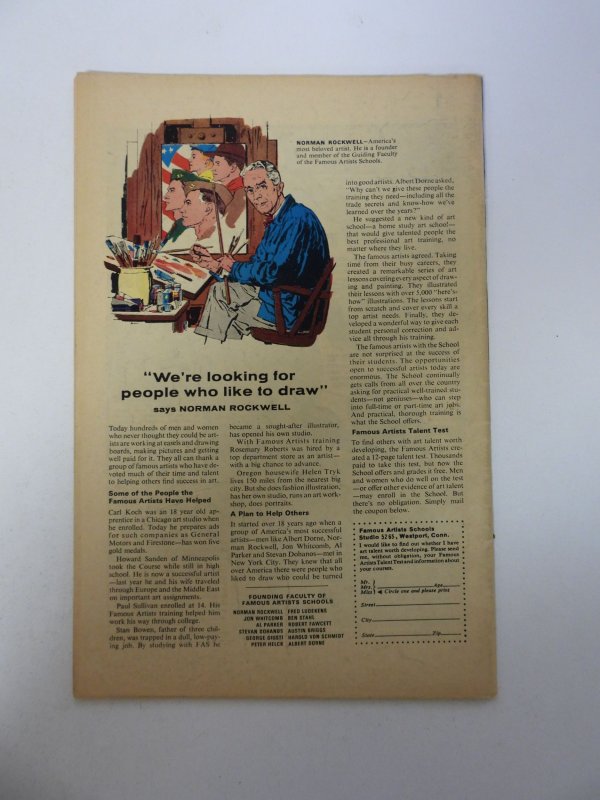 NORMAN ROCKWELL—America's
most beloved artist. He is a founder
and member of the Guiding Faculty
of the Famous Artists Schools.
"We're looking for
people who like to draw"
says NORMAN ROCKWELL
Today hundreds of men and women
who never thought they could be art-
ists are working at easels and drawing
boards, making pictures and getting
well paid for it. They all can thank a
group of famous artists who have de-
voted much of their time and talent
to helping others find success in art.
Some of the People the
Famous Artists Have Helped
Carl Koch was an 18 year old ap-
prentice in a Chicago art studio when
he enrolled. Today he prepares ads
for such companies as General
Motors and Firestone—has won five
gold medals.
Howard Sanden of Minneapolis
took the Course while still in high
school. He is now a successful artist
—last year he and his wife traveled
through Europe and the Middle East
on important art assignments.
Paul Sullivan enrolled at 14. His
Famous Artists training helped him
work his way through college.
Stan Bowen, father of three chil-
dren, was trapped in a dull, low-pay-
ing job. By studying with FAS he
became a sought-after illustrator,
has opened his own studio.
With Famous Artists training
Rosemary Roberts was hired by a
top department store as an artist—
with a big chance to advance.
Oregon housewife Helen Tryk
lives 150 miles from the nearest big
city. But she does fashion illustration,
has her own studio, runs an art work-
shop, does portraits.
A Plan to Help Others
It started over 18 years ago when a
group of America's most successful
artists—men like Albert Dorne, Nor-
man Rockwell, Jon Whitcomb, Al
Parker and Stevan Dohanos—met in
New York City. They knew that all
over America there were people who
liked to draw who could be turned
FOUNDING FACULTY OF
FAMOUS ARTISTS SCHOOLS
NORMAN ROCKWELL FRED LUDEKENS
JON WHITCOMB BEN STAHL
AL PARKER ROBERT FAWCETT
STEVAN DOHANOS AUSTIN BRIGGS
GEORGE GIUSTI HAROLD VON SCHMIDT
PETER HELCK ALBERT DORNE
into good artists. Albert Dorne asked,
"Why can't we give these people the
training they need—including all the
trade secrets and know-how we've
learned over the years?"
He suggested a new kind of art
school—a home study art school—
that would give talented people the
best professional art training, no
matter where they live.
The famous artists agreed. Taking
time from their busy careers, they
created a remarkable series of art
lessons covering every aspect of draw-
ing and painting. They illustrated
their lessons with over 5,000 "here's-
how" illustrations. The lessons start
from scratch and cover every skill a
top artist needs. Finally, they de-
veloped a wonderful way to give each
student personal correction and ad-
vice all through his training.
The famous artists with the School
are not surprised at the success of
their students. The opportunities
open to successful artists today are
enormous. The School continually
gets calls from all over the country
asking for practical well-trained stu-
dents—not geniuses—who can step
into full-time or part-time art jobs.
And practical, thorough training is
what the School offers.
Famous Artists Talent Test
To find others with art talent worth
developing, the Famous Artists cre-
ated a 12-page talent test. Thousands
paid to take this test, but now the
School offers and grades it free. Men
and women who do well on the test
—or offer other evidence of art talent
—may enroll in the School. But
there's no obligation. Simply mail
the coupon below.
Famous Artists Schools
Studio 5265, Westport, Conn.
I would like to find out whether I have
art talent worth developing. Please send
me, without obligation, your Famous
Artists Talent Test and information about
your courses.
Mr.
Mrs. Age
Miss Circle one and please print
Street
City
State Zip